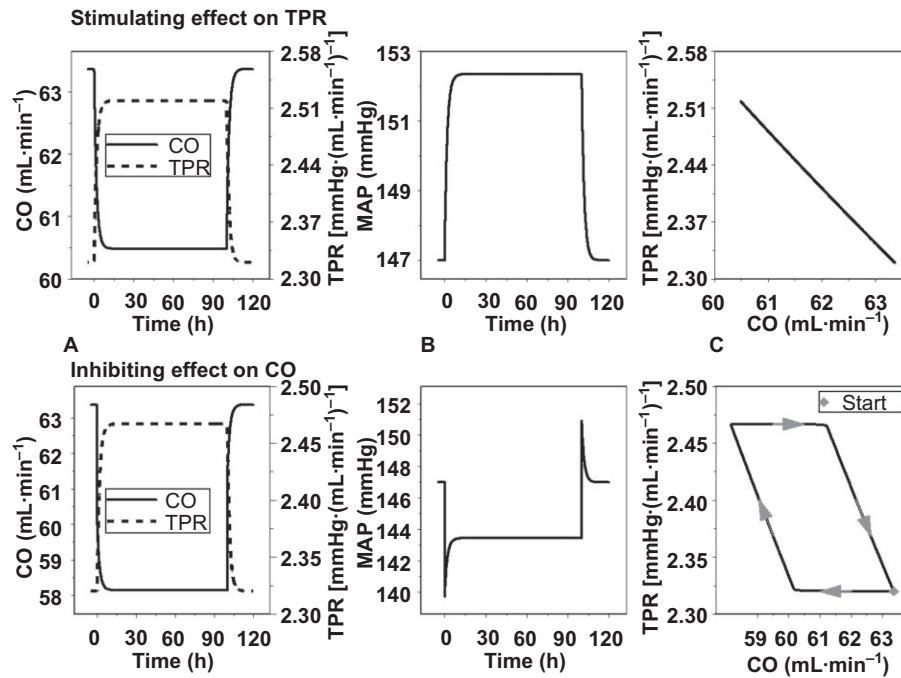 Stimulating effect on TPR
CO (mL·min⁻¹)
63
62
61
60
CO
TPR
2.58
2.51
2.44
2.37
2.30
TPR [mmHg·(mL·min⁻¹)⁻¹]
0 30 60 90 120
Time (h)
A
MAP (mmHg)
153
151
149
147
0 30 60 90 120
Time (h)
B
TPR [mmHg·(mL·min⁻¹)⁻¹]
2.58
2.51
2.44
2.37
2.30
60 61 62 63
CO (mL·min⁻¹)
C
Inhibiting effect on CO
CO (mL·min⁻¹)
63
62
61
60
59
58
CO
TPR
2.50
2.45
2.40
2.35
2.30
TPR [mmHg·(mL·min⁻¹)⁻¹]
0 30 60 90 120
Time (h)
MAP (mmHg)
152
150
148
146
144
142
140
0 30 60 90 120
Time (h)
TPR [mmHg·(mL·min⁻¹)⁻¹]
2.50
2.45
2.40
2.35
2.30
Start
59 60 61 62 63
CO (mL·min⁻¹)